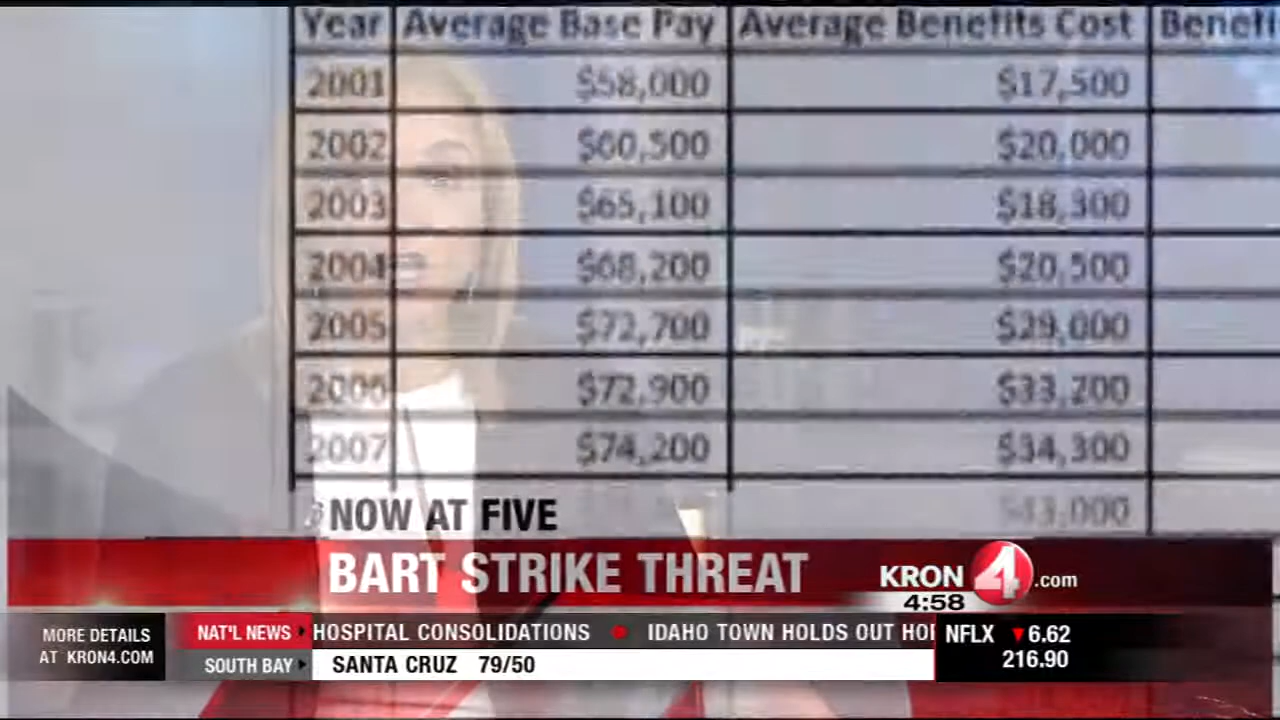 Year Average Base Pay Average Benefits Cost Benefi
2001 $58,000 $17,500
2002 $60,500 $20,000
2003 $65,100 $18,300
2004 $68,200 $20,500
2005 $72,700 $29,000
2006 $72,900 $33,200
2007 $74,200 $34,300
NOW AT FIVE
BART STRIKE THREAT
KRON 4 .com
4:58
MORE DETAILS
AT KRON4.COM
NAT'L NEWS HOSPITAL CONSOLIDATIONS IDAHO TOWN HOLDS OUT HO
SOUTH BAY SANTA CRUZ 79/50
NFLX 6.62
216.90